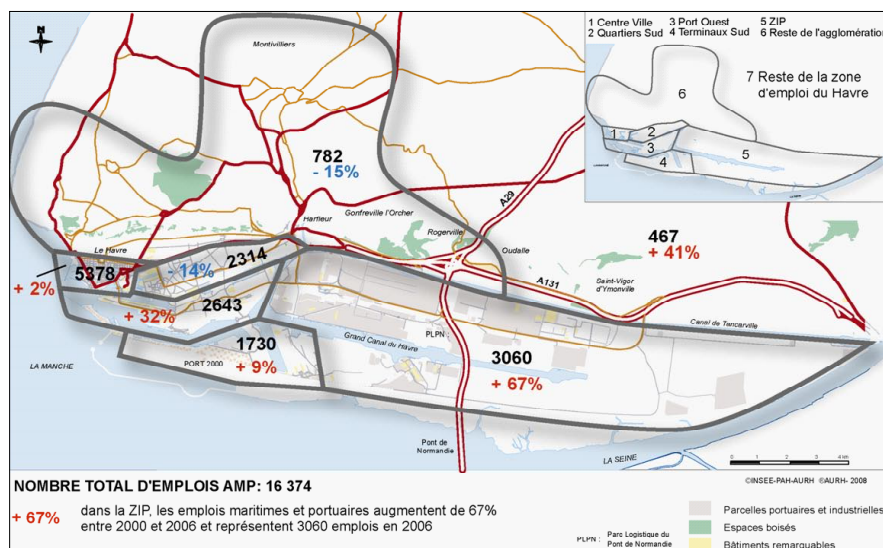 N
Montivilliers
1 Centre Ville 3 Port Ouest 5 ZIP
2 Quartiers Sud 4 Terminaux Sud 6 Reste de l'agglomération
7 Reste de la zone
d'emploi du Havre
6
1
2
3
4
5
782
- 15%
A29
Harfleur
Gonfreville l'Orcher
Rogerville
Oudalle
467
+ 41%
Le Havre
5378
- 14%
2314
+ 2%
A131
Saint-Vigor
d'Ymonville
2643
+ 32%
Canal de Tancarville
1730
+ 9%
PLPN
Grand Canal du Havre
3060
+ 67%
LA MANCHE
PORT 2000
Pont de
Normandie
LA SEINE
0 1 2 3 4 km
NOMBRE TOTAL D'EMPLOIS AMP: 16 374
©INSEE-PAH-AURH ©AURH- 2008
+ 67%
dans la ZIP, les emplois maritimes et portuaires augmentent de 67%
entre 2000 et 2006 et représentent 3060 emplois en 2006
Parcelles portuaires et industrielles
Espaces boisés
Bâtiments remarquables
PLPN : Parc Logistique du
Pont de Normandie